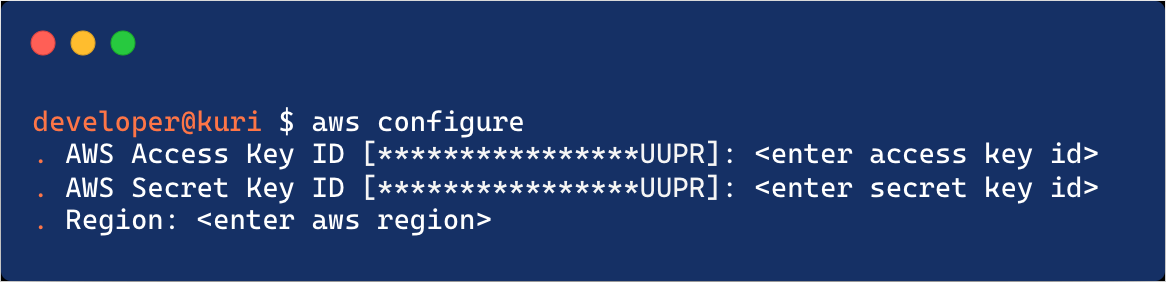 developer@kuri $ aws configure
. AWS Access Key ID [****************UUPR]: <enter access key id>
. AWS Secret Key ID [****************UUPR]: <enter secret key id>
. Region: <enter aws region>